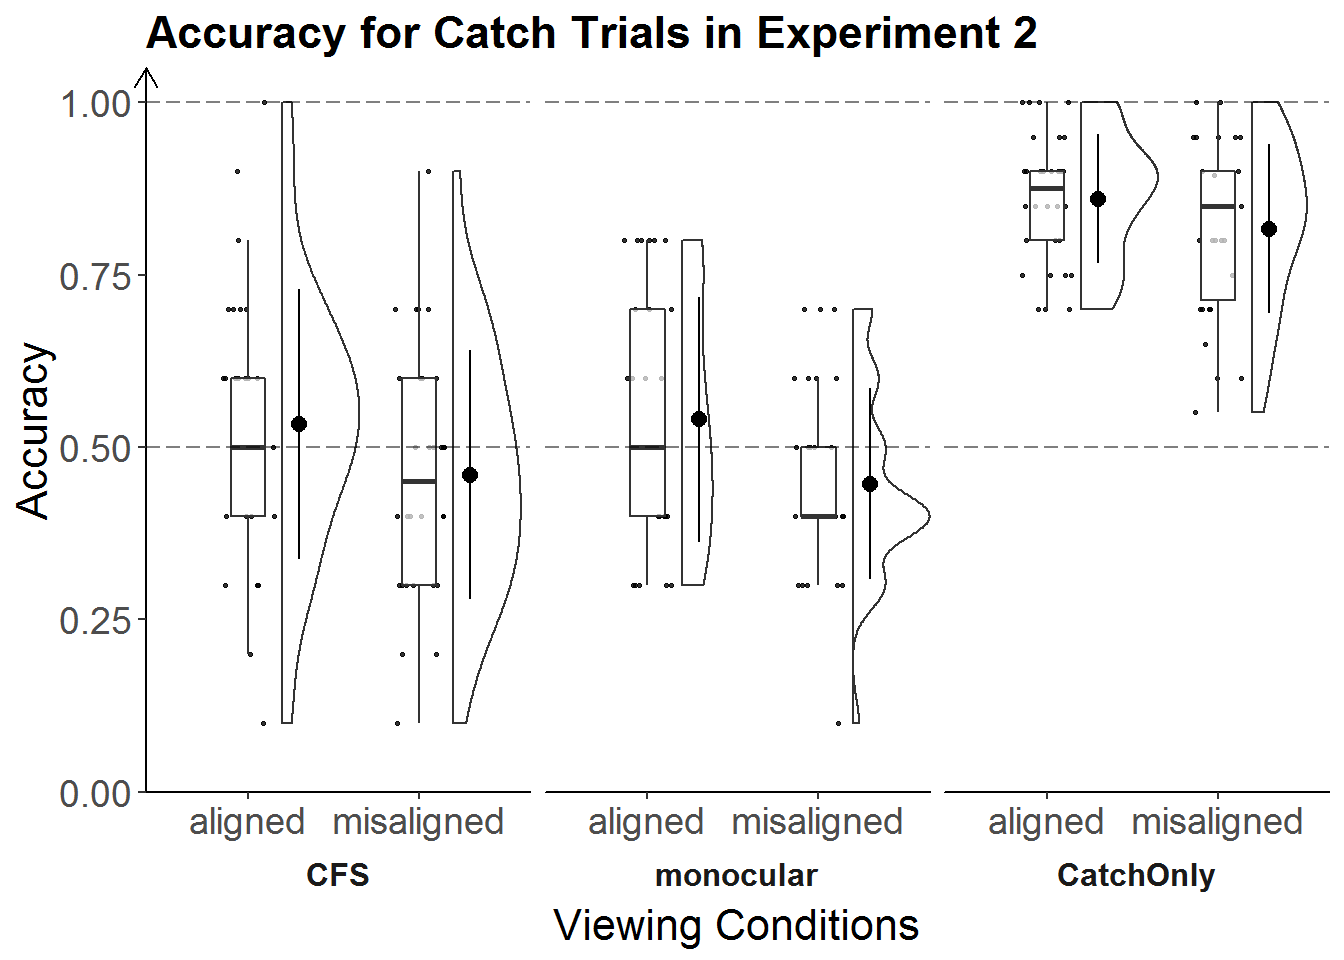 Accuracy for Catch Trials in Experiment 2
1.00
0.75
0.50
0.25
0.00
Accuracy
aligned misaligned aligned misaligned aligned misaligned
CFS monocular CatchOnly
Viewing Conditions